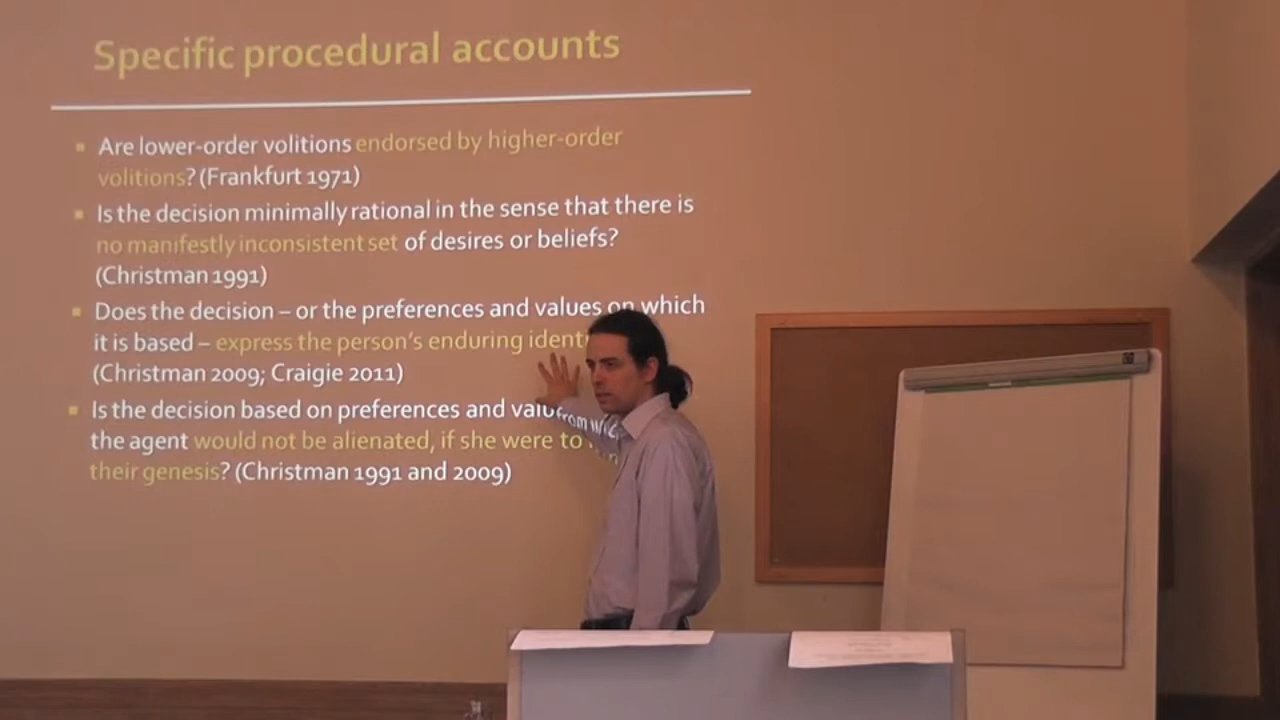 Specific procedural accounts
▪ Are lower-order volitions endorsed by higher-order
volitions? (Frankfurt 1971)
▪ Is the decision minimally rational in the sense that there is
no manifestly inconsistent set of desires or beliefs?
(Christman 1991)
▪ Does the decision – or the preferences and values on which
it is based – express the person's enduring
(Christman 2009; Craigie 2011)
▪ Is the decision based on preferences and from
the agent would not be alienated, if she were to
their genesis? (Christman 1991 and 2009)